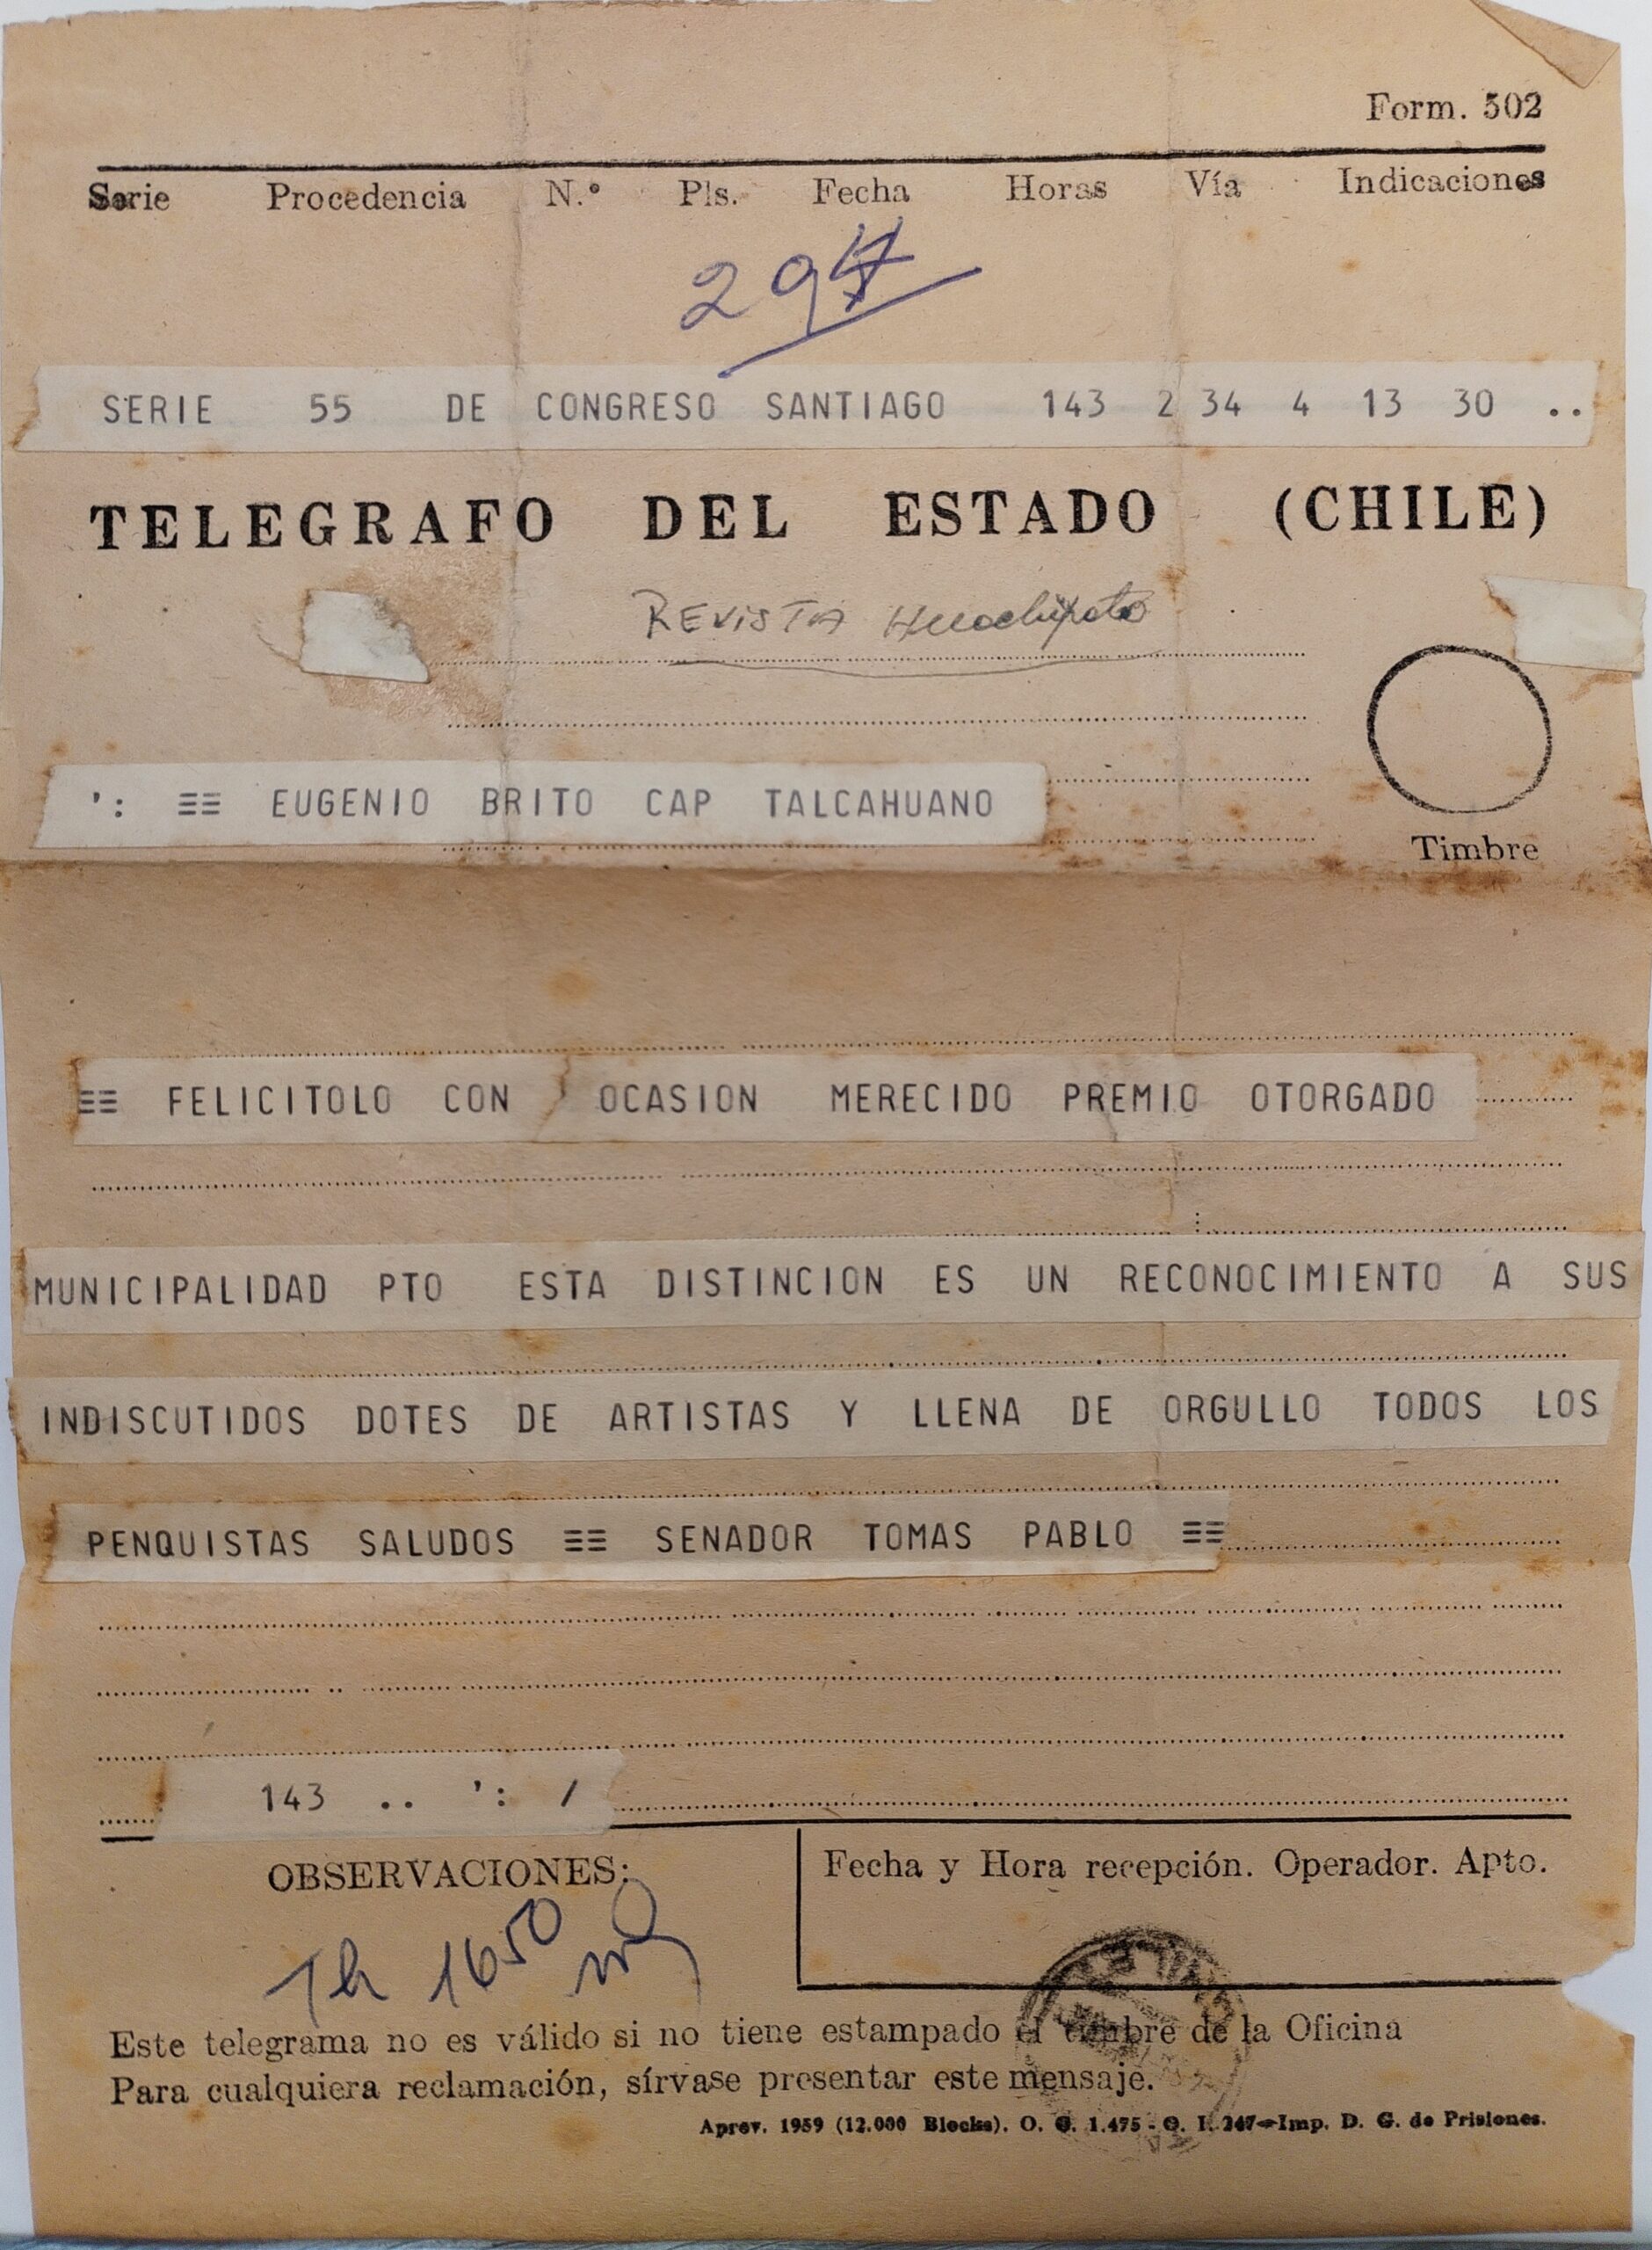 Form. 502
Serie Procedencia N.º Pls. Fecha Horas Vía Indicaciones
SERIE 55 DE CONGRESO SANTIAGO 143 2 34 4 13 30 ..
TELEGRAFO DEL ESTADO (CHILE)
REVISTA Huachipato
': ☰☰ EUGENIO BRITO CAP TALCAHUANO
Timbre
☰☰ FELICITOLO CON OCASION MERECIDO PREMIO OTORGADO
MUNICIPALIDAD PTO ESTA DISTINCION ES UN RECONOCIMIENTO A SUS
INDISCUTIDOS DOTES DE ARTISTAS Y LLENA DE ORGULLO TODOS LOS
PENQUISTAS SALUDOS ☰☰ SENADOR TOMAS PABLO ☰☰
143 .. ': /
OBSERVACIONES:
Fecha y Hora recepción. Operador. Apto.
1650
Este telegrama no es válido si no tiene estampado el timbre de la Oficina
Para cualquiera reclamación, sírvase presentar este mensaje.
Aprov. 1959 (12.000 Blocks). O. G. 1.475 - O. I. 247—Imp. D. G. de Prisiones.